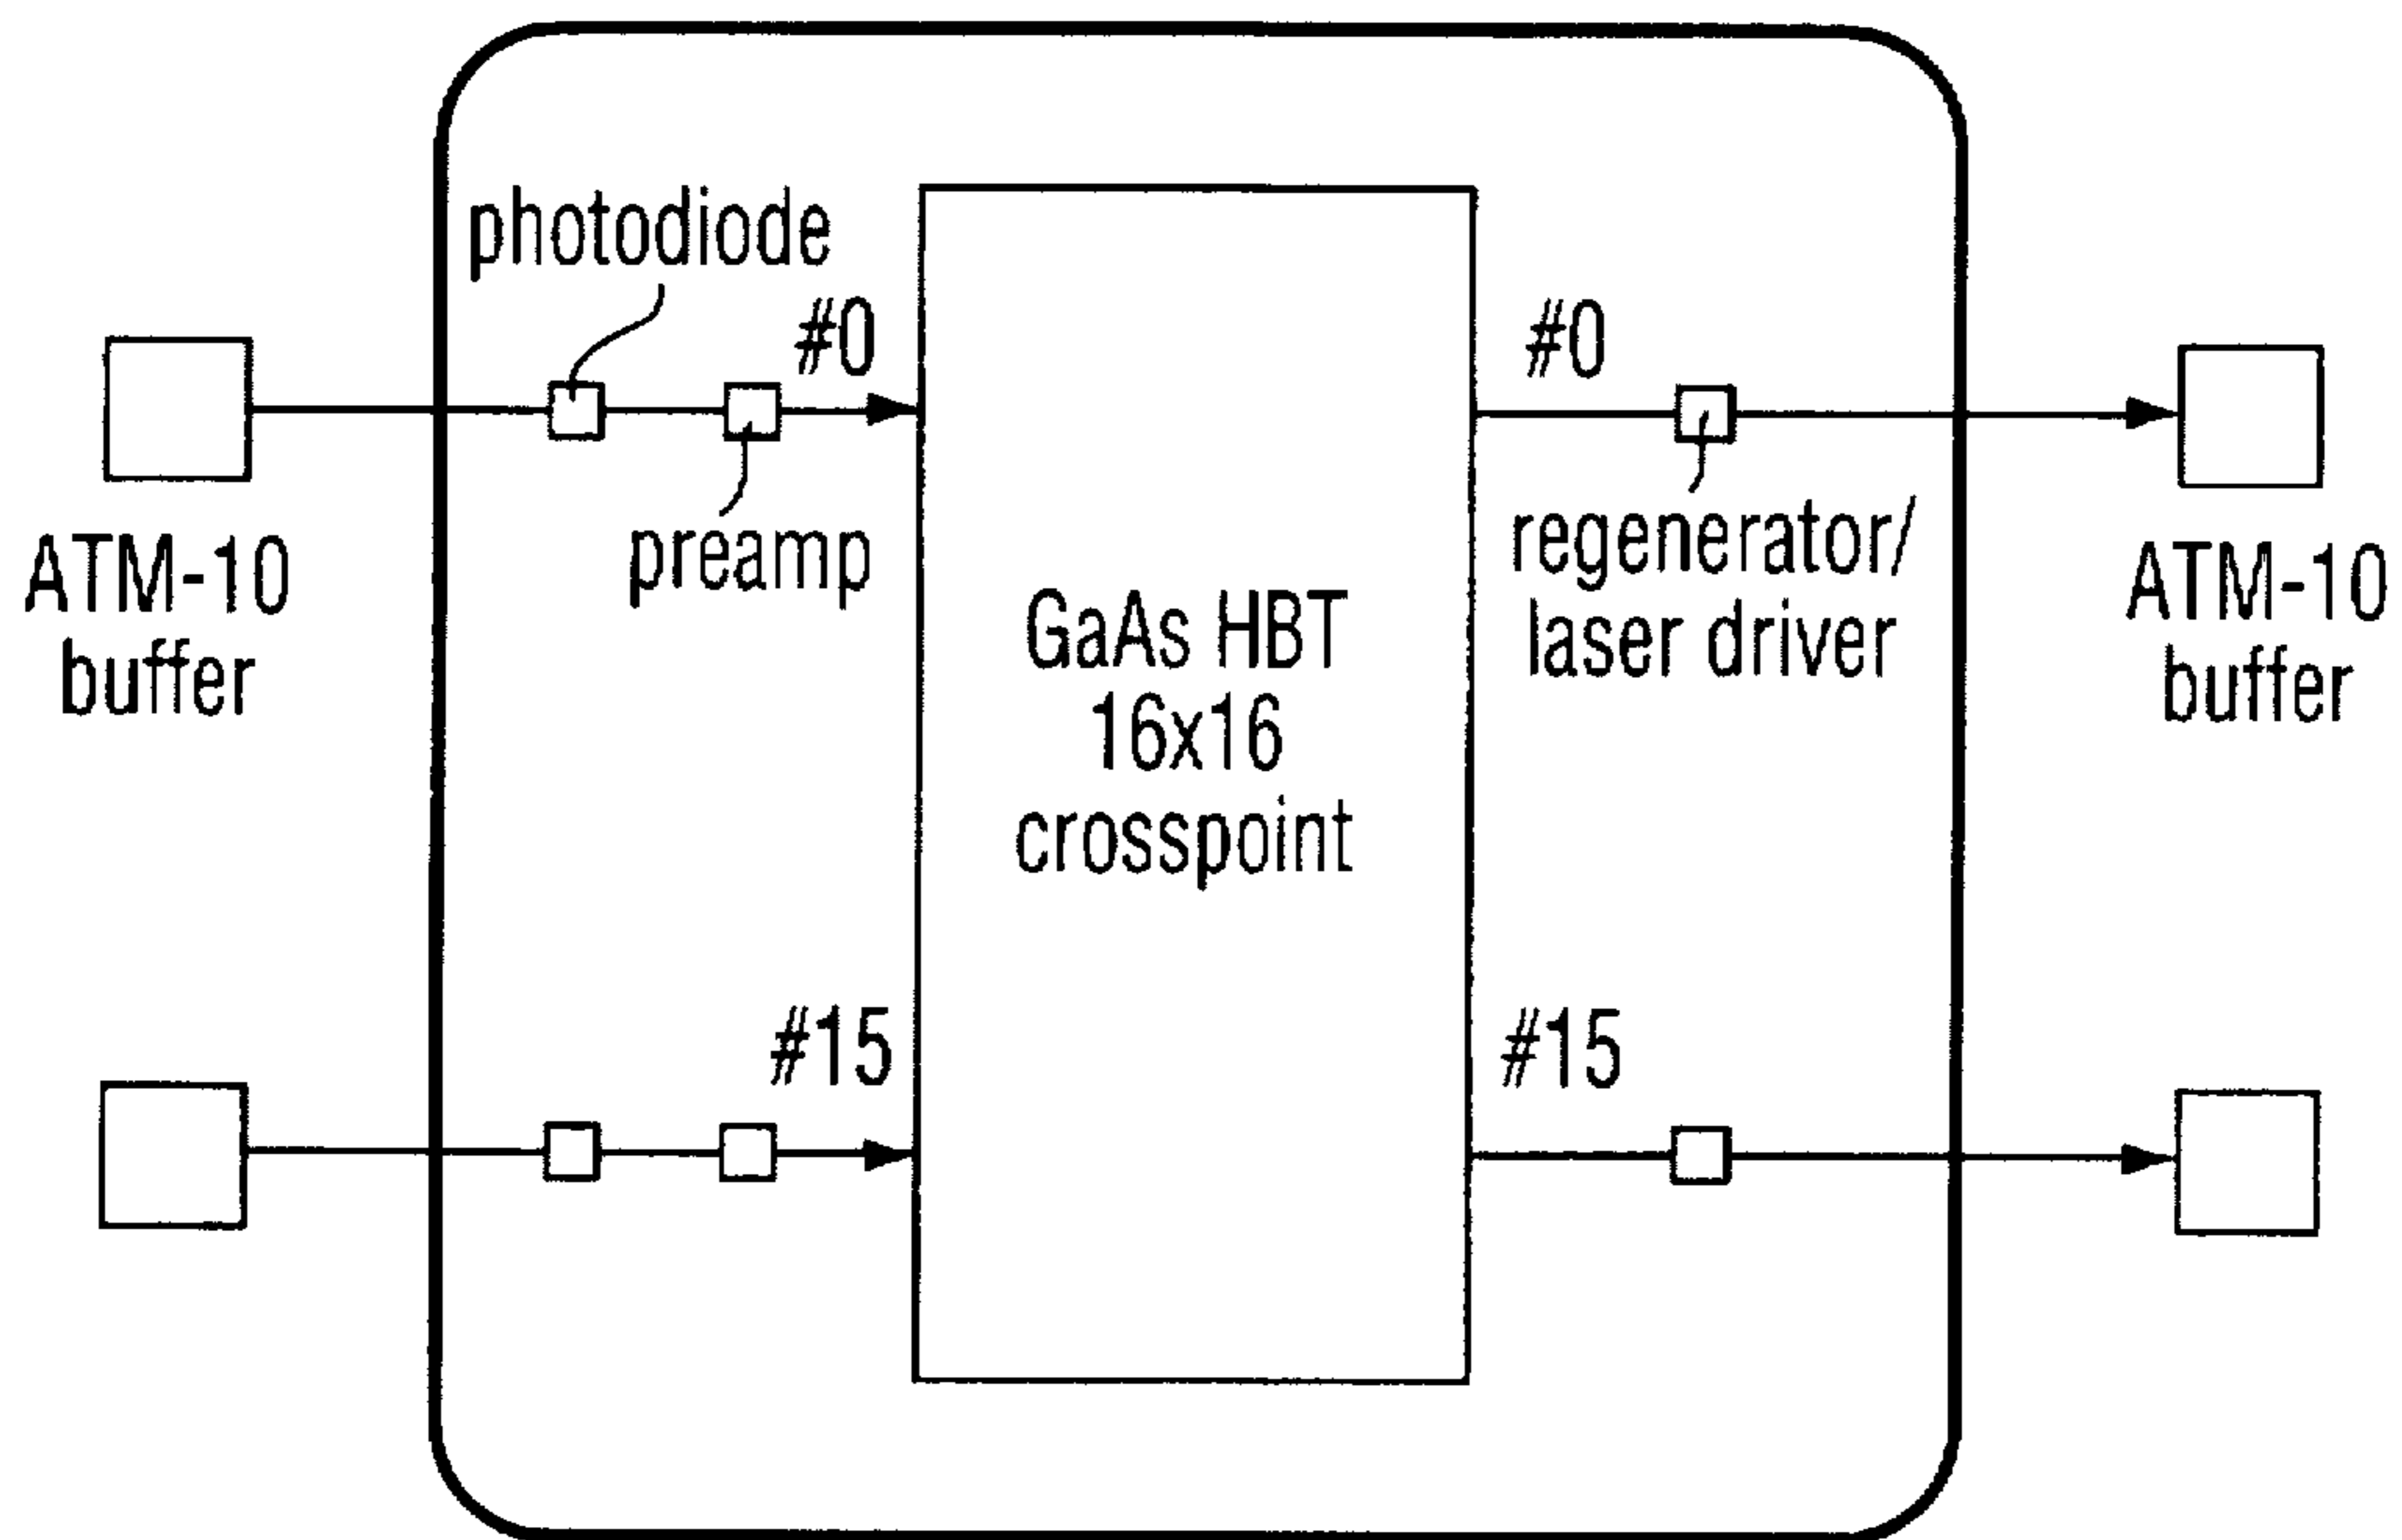 photodiode
#0
#0
preamp
regenerator/
laser driver
ATM-10
buffer
GaAs HBT
16x16
crosspoint
ATM-10
buffer
#15
#15